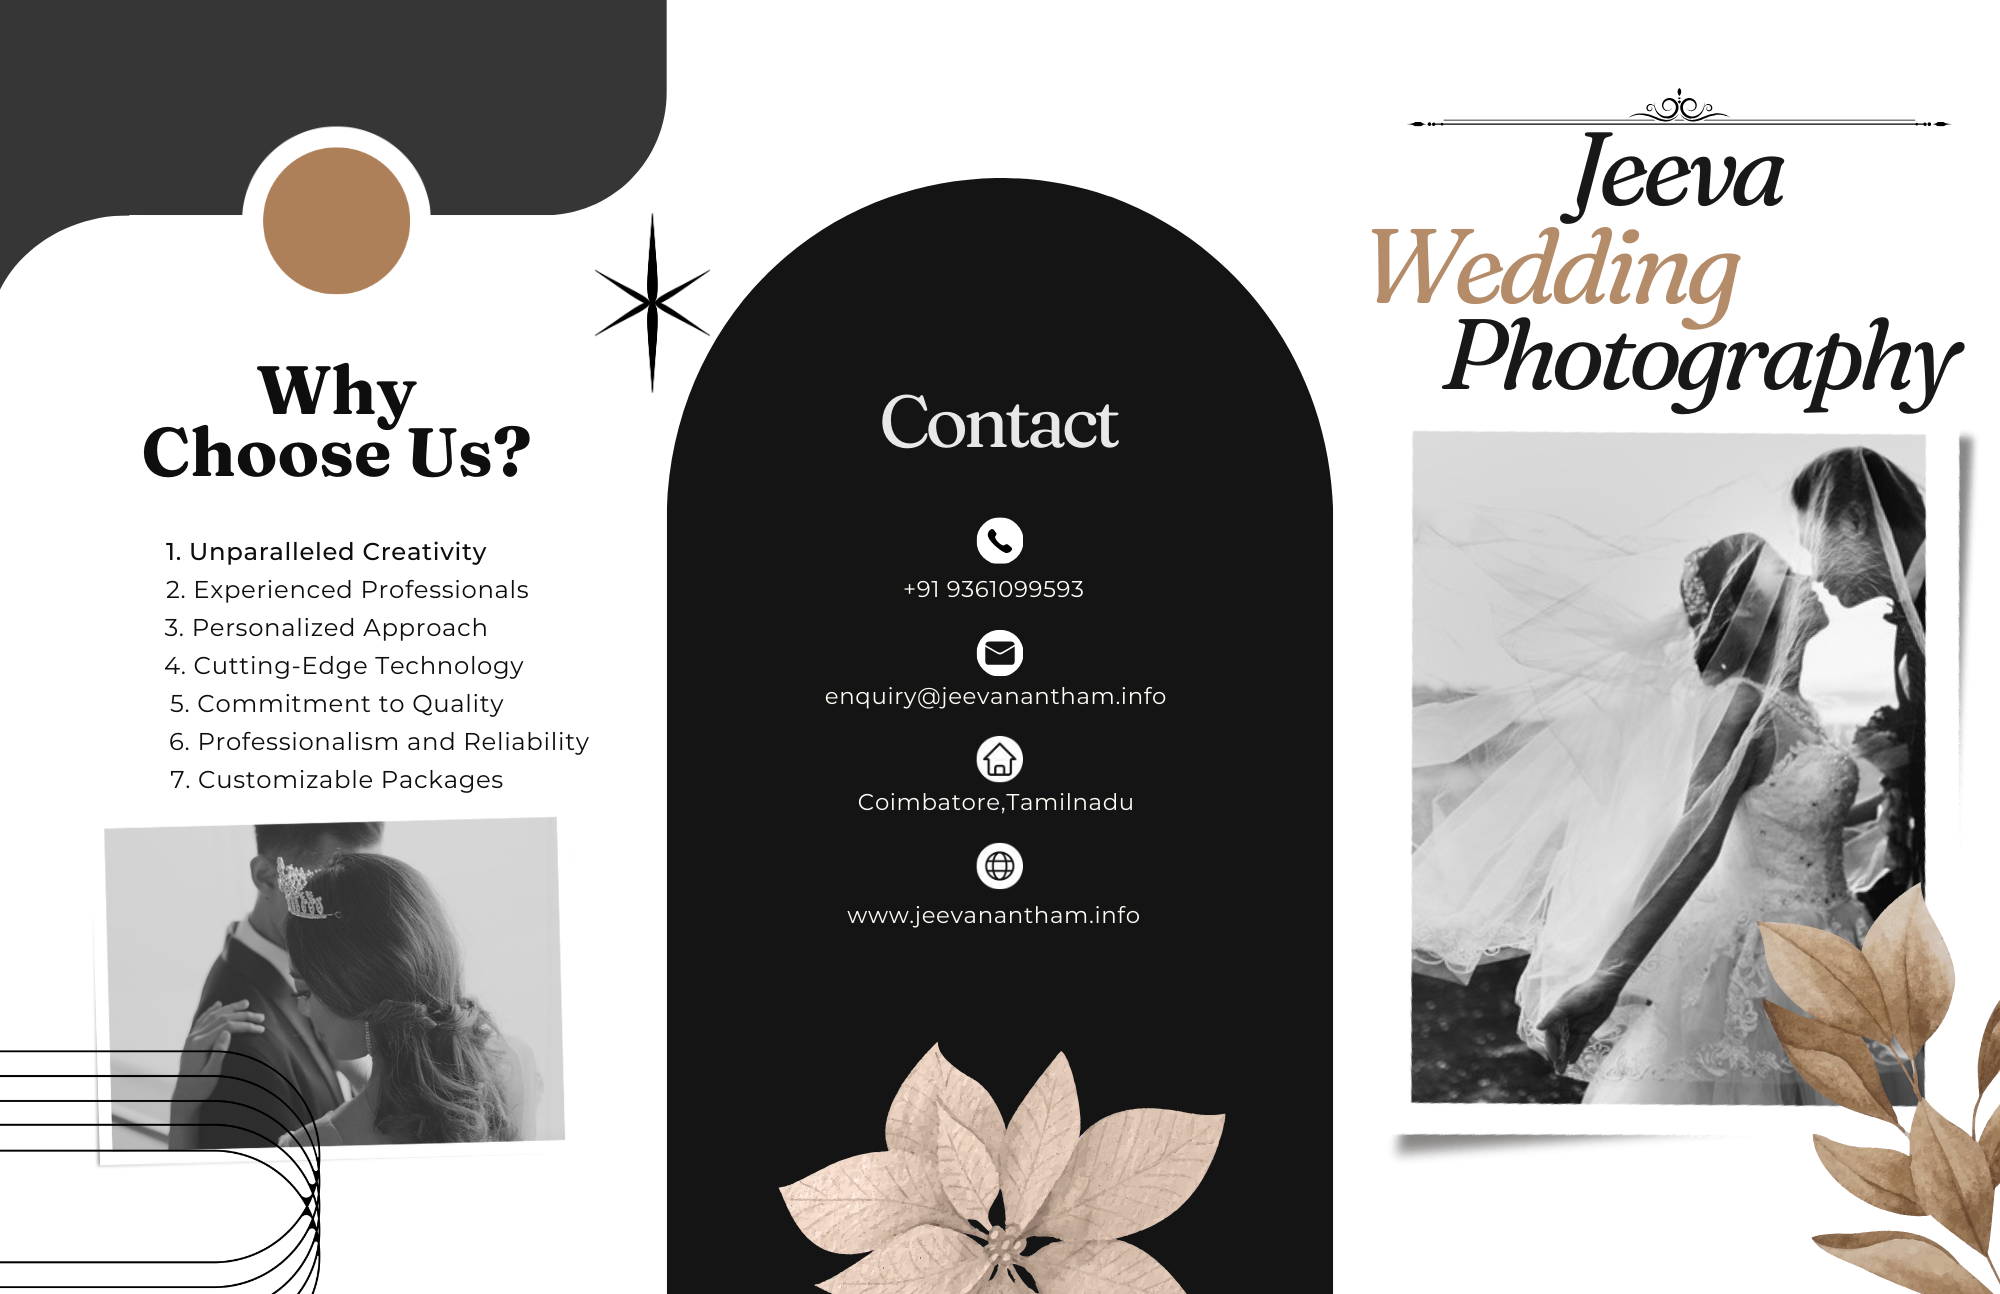 Why
Choose Us?
1. Unparalleled Creativity
2. Experienced Professionals
3. Personalized Approach
4. Cutting-Edge Technology
5. Commitment to Quality
6. Professionalism and Reliability
7. Customizable Packages
Contact
+91 9361099593
enquiry@jeevanantham.info
Coimbatore,Tamilnadu
www.jeevanantham.info
Jeeva
Wedding
Photography